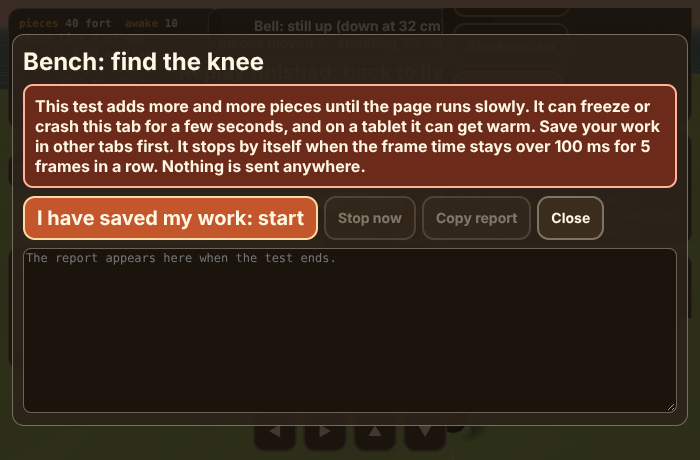 pieces 40 fort awake 10
Bell: still up (down at 32 cm
Bench: find the knee
This test adds more and more pieces until the page runs slowly. It can freeze or
crash this tab for a few seconds, and on a tablet it can get warm. Save your work
in other tabs first. It stops by itself when the frame time stays over 100 ms for 5
frames in a row. Nothing is sent anywhere.
I have saved my work: start
Stop now
Copy report
Close
The report appears here when the test ends.